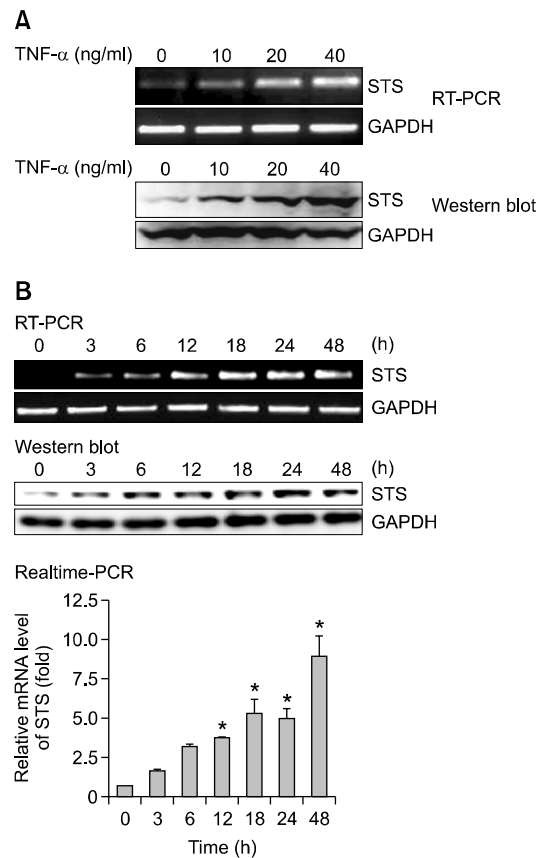 A
TNF-α (ng/ml) 0 10 20 40
STS
RT-PCR
GAPDH
TNF-α (ng/ml) 0 10 20 40
STS
Western blot
GAPDH
B
RT-PCR
0 3 6 12 18 24 48 (h)
STS
GAPDH
Western blot
0 3 6 12 18 24 48 (h)
STS
GAPDH
Realtime-PCR
Relative mRNA level
of STS (fold)
12.5
10.0
7.5
5.0
2.5
0
* * * *
0 3 6 12 18 24 48
Time (h)